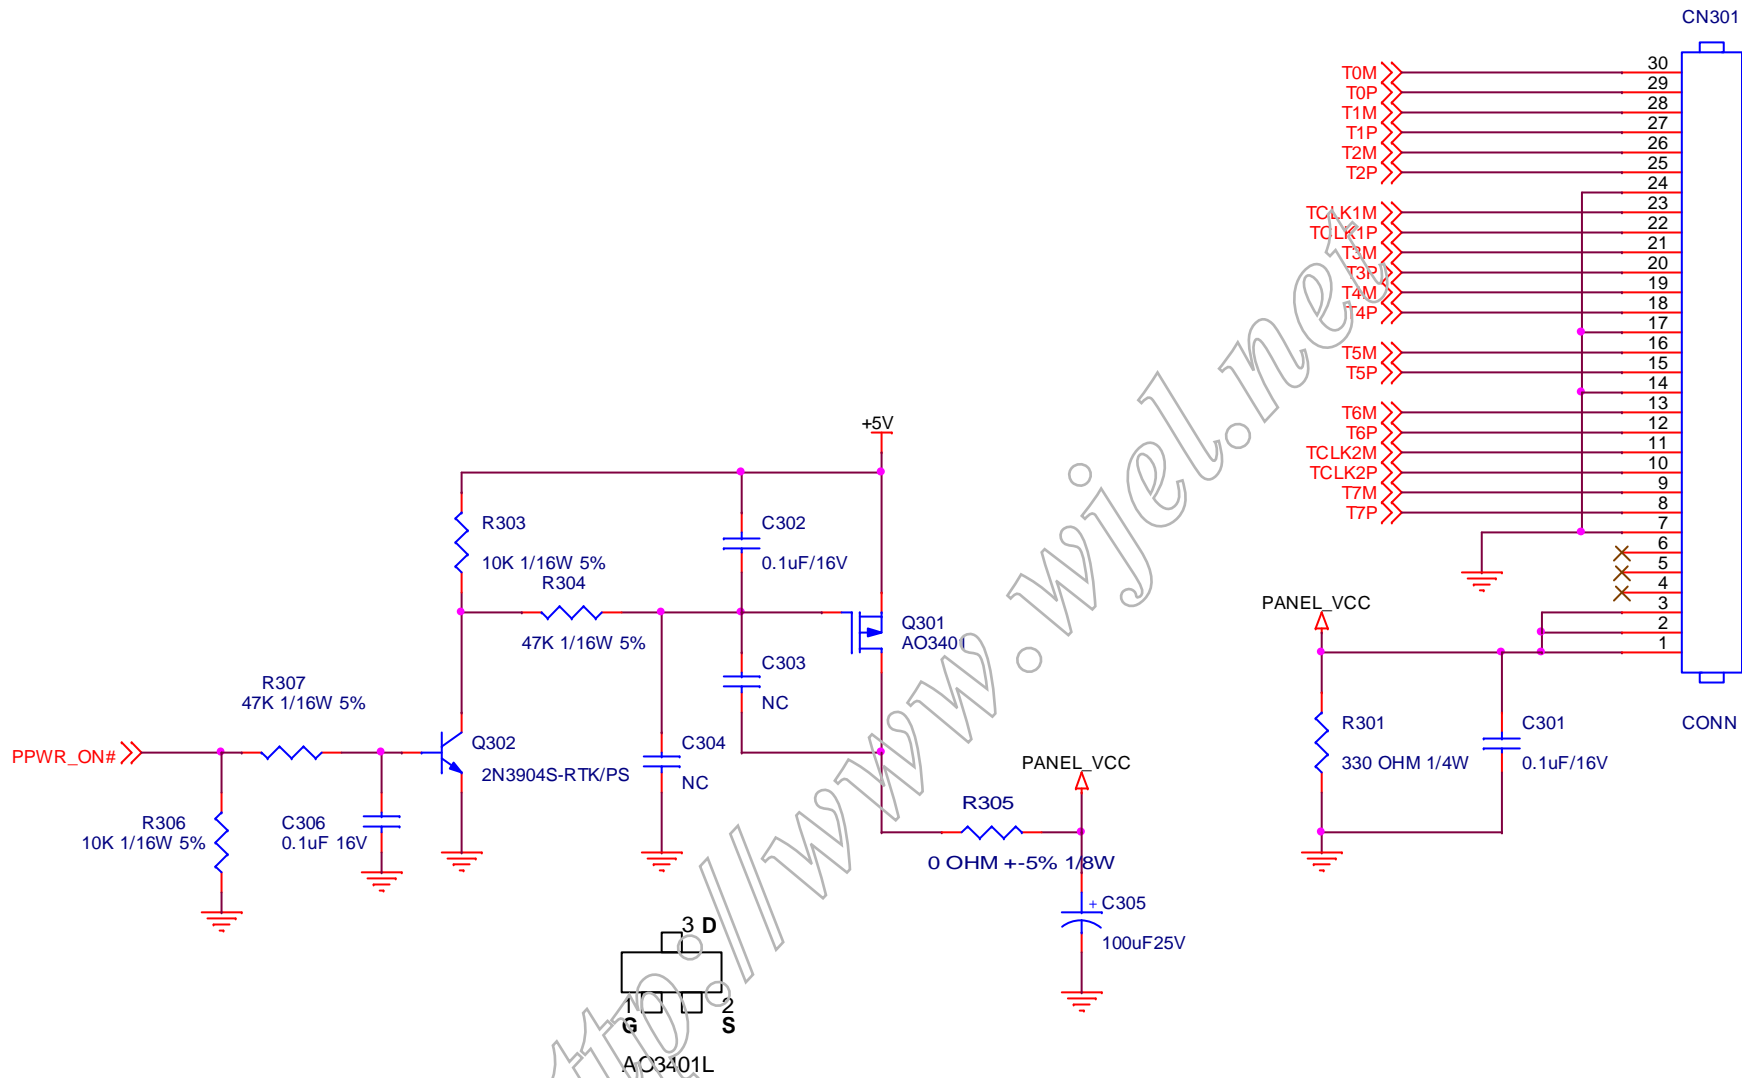 CN301
T0M 30
T0P 29
T1M 28
T1P 27
T2M 26
T2P 25
24
TCLK1M 23
TCLK1P 22
T3M 21
T3P 20
T4M 19
T4P 18
17
T5M 16
T5P 15
14
T6M 13
T6P 12
TCLK2M 11
TCLK2P 10
T7M 9
T7P 8
7
6
5
4
3
2
1
CONN
+5V
R303
10K 1/16W 5%
C302
0.1uF/16V
R304
47K 1/16W 5%
Q301
AO3401
C303
NC
R307
47K 1/16W 5%
PPWR_ON#
Q302
2N3904S-RTK/PS
C304
NC
R306
10K 1/16W 5%
C306
0.1uF 16V
PANEL_VCC
R305
0 OHM +-5% 1/8W
+ C305
100uF25V
PANEL_VCC
R301
330 OHM 1/4W
C301
0.1uF/16V
3 D
1 2
G S
AO3401L
ttp://www.wjel.net